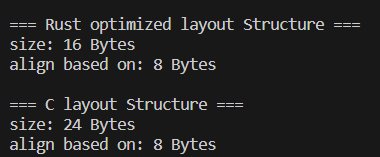 === Rust optimized layout Structure ===
size: 16 Bytes
align based on: 8 Bytes
=== C layout Structure ===
size: 24 Bytes
align based on: 8 Bytes